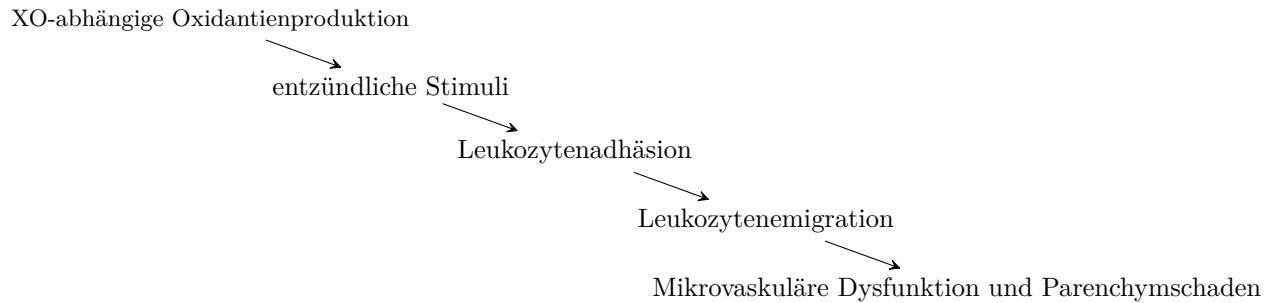 XO-abhängige Oxidantienproduktion
entzündliche Stimuli
Leukozytenadhäsion
Leukozytenemigration
Mikrovaskuläre Dysfunktion und Parenchymschaden